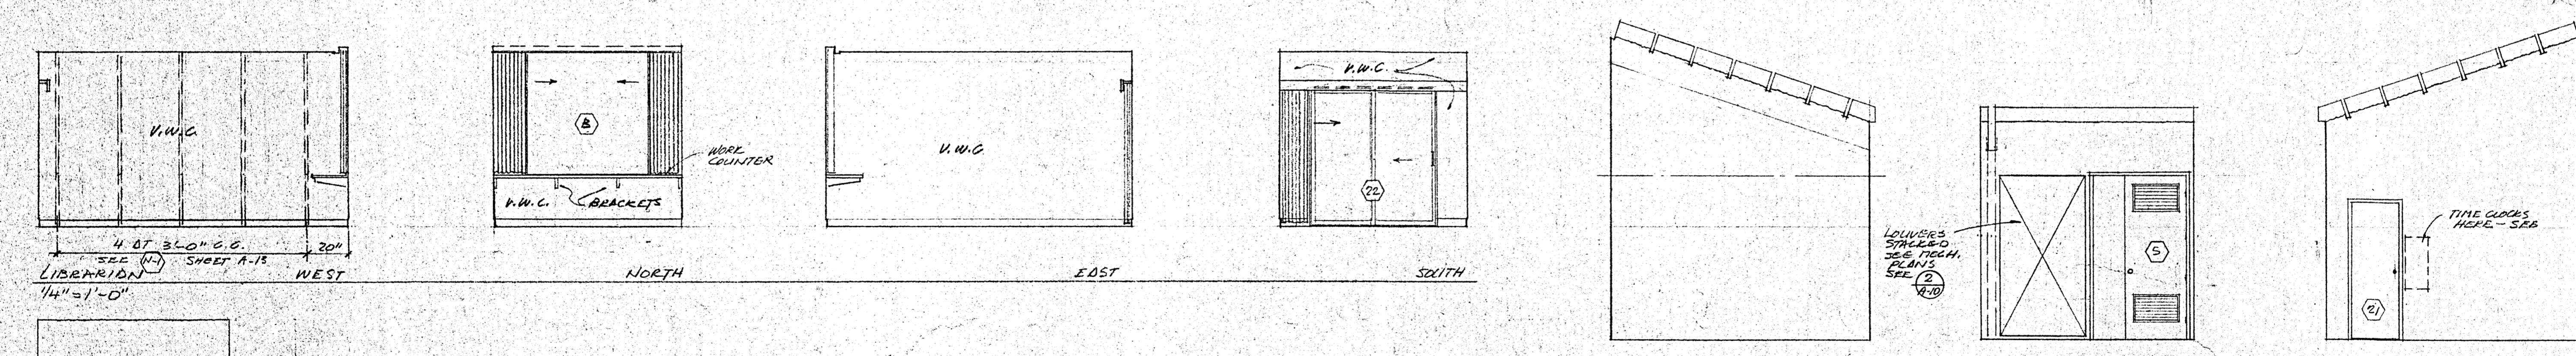 V.W.C.
4 AT 3'-0" C.C.
20"
SEE N-1 SHEET A-13
LIBRARIAN
WEST
1/4" = 1'-0"
B
WORK
COUNTER
V.W.C.
BRACKETS
NORTH
V.W.C
EAST
V.W.C.
22
SOUTH
LOUVERS
STACKED
SEE MECH.
PLANS
SEE 2
A-10
5
TIME CLOCKS
HERE - SEE
21